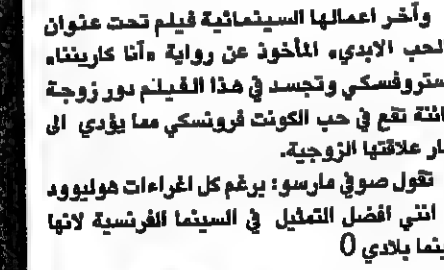 وآخر اعمالها السينمائية فيلم تحت عنوان
لحب الابدي» المأخوذ عن رواية «آنا كاريننا»
ستروفسكي وتجسد في هذا الفيلم دور زوجة
تقع في حب الكونت فرونسكي مما يؤدي الى
ار علاقتها الزوجية.
تقول صوفي مارسو: برغم كل اغراءات هوليوود
انني افضل التمثيل في السينما الفرنسية لانها
ينما بلادي 0